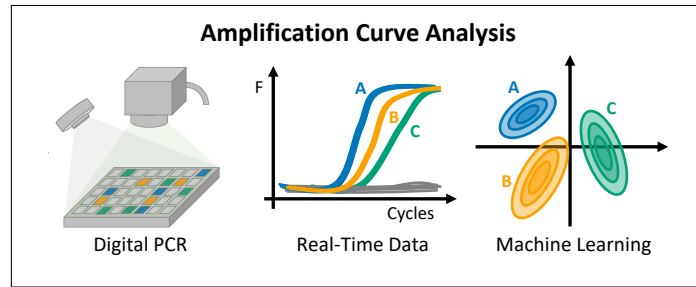 Amplification Curve Analysis
F
A
B
C
Cycles
A
C
B
Digital PCR
Real-Time Data
Machine Learning